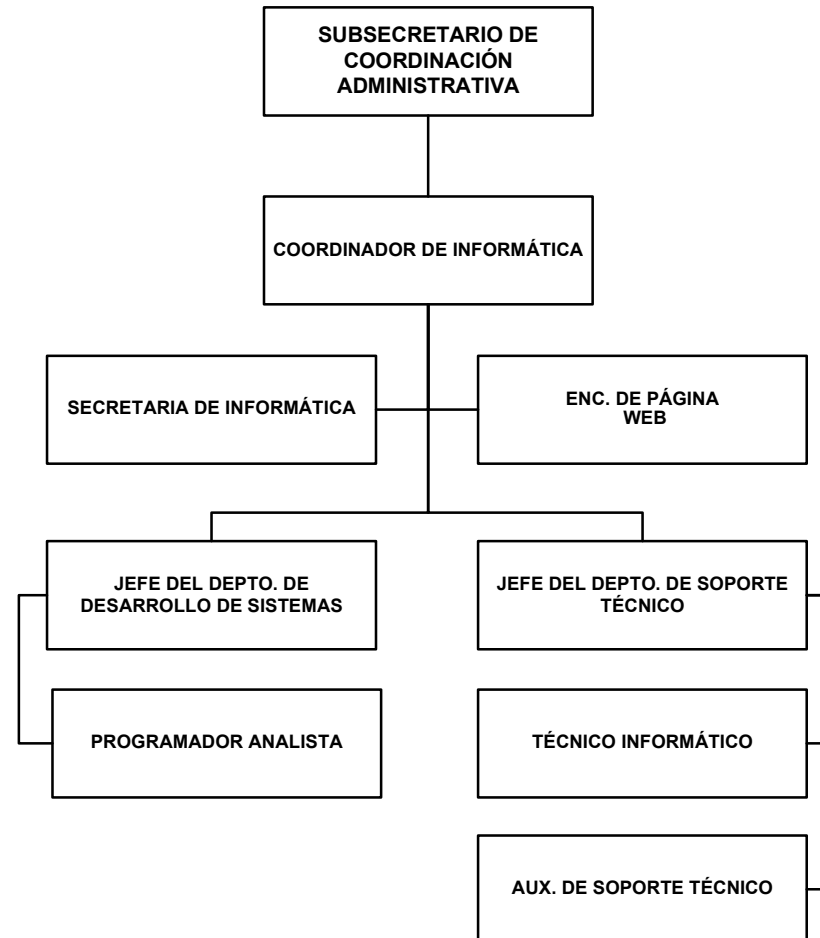 SUBSECRETARIO DE
COORDINACIÓN
ADMINISTRATIVA
COORDINADOR DE INFORMÁTICA
SECRETARIA DE INFORMÁTICA
ENC. DE PÁGINA
WEB
JEFE DEL DEPTO. DE
DESARROLLO DE SISTEMAS
JEFE DEL DEPTO. DE SOPORTE
TÉCNICO
PROGRAMADOR ANALISTA
TÉCNICO INFORMÁTICO
AUX. DE SOPORTE TÉCNICO